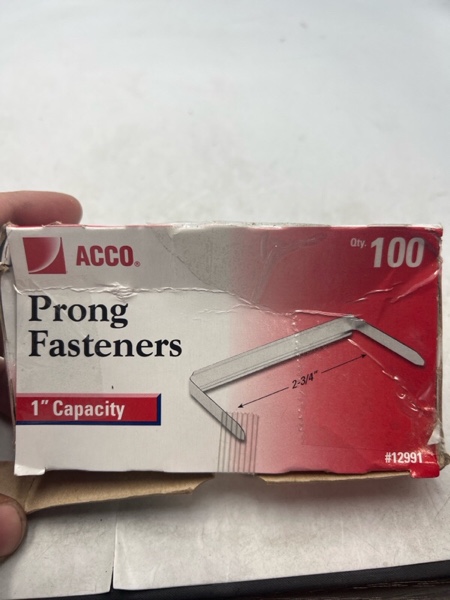 ACCO®
Qty. 100
Prong
Fasteners
2-3/4"
1" Capacity
#12991